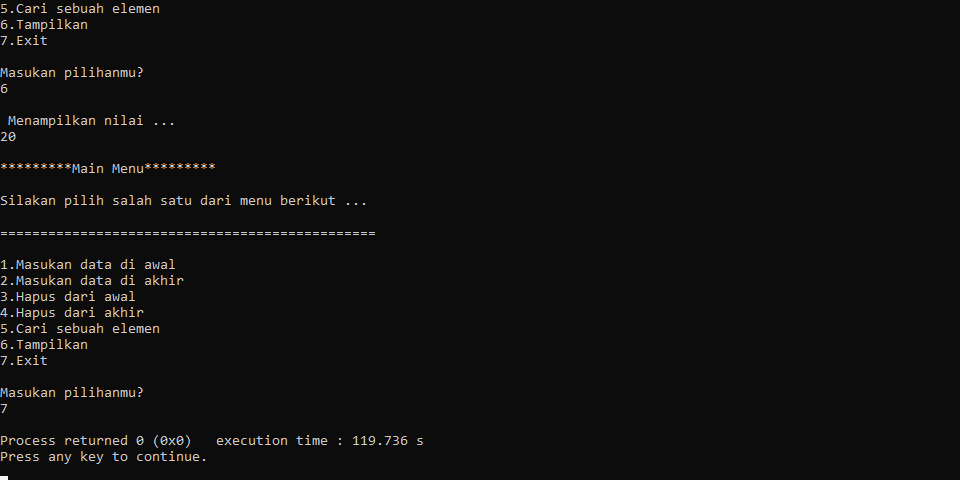 5.Cari sebuah elemen
6.Tampilkan
7.Exit
Masukan pilihanmu?
6
Menampilkan nilai ...
20
*********Main Menu*********
Silakan pilih salah satu dari menu berikut ...
===============================================
1.Masukan data di awal
2.Masukan data di akhir
3.Hapus dari awal
4.Hapus dari akhir
5.Cari sebuah elemen
6.Tampilkan
7.Exit
Masukan pilihanmu?
7
Process returned 0 (0x0)   execution time : 119.736 s
Press any key to continue.